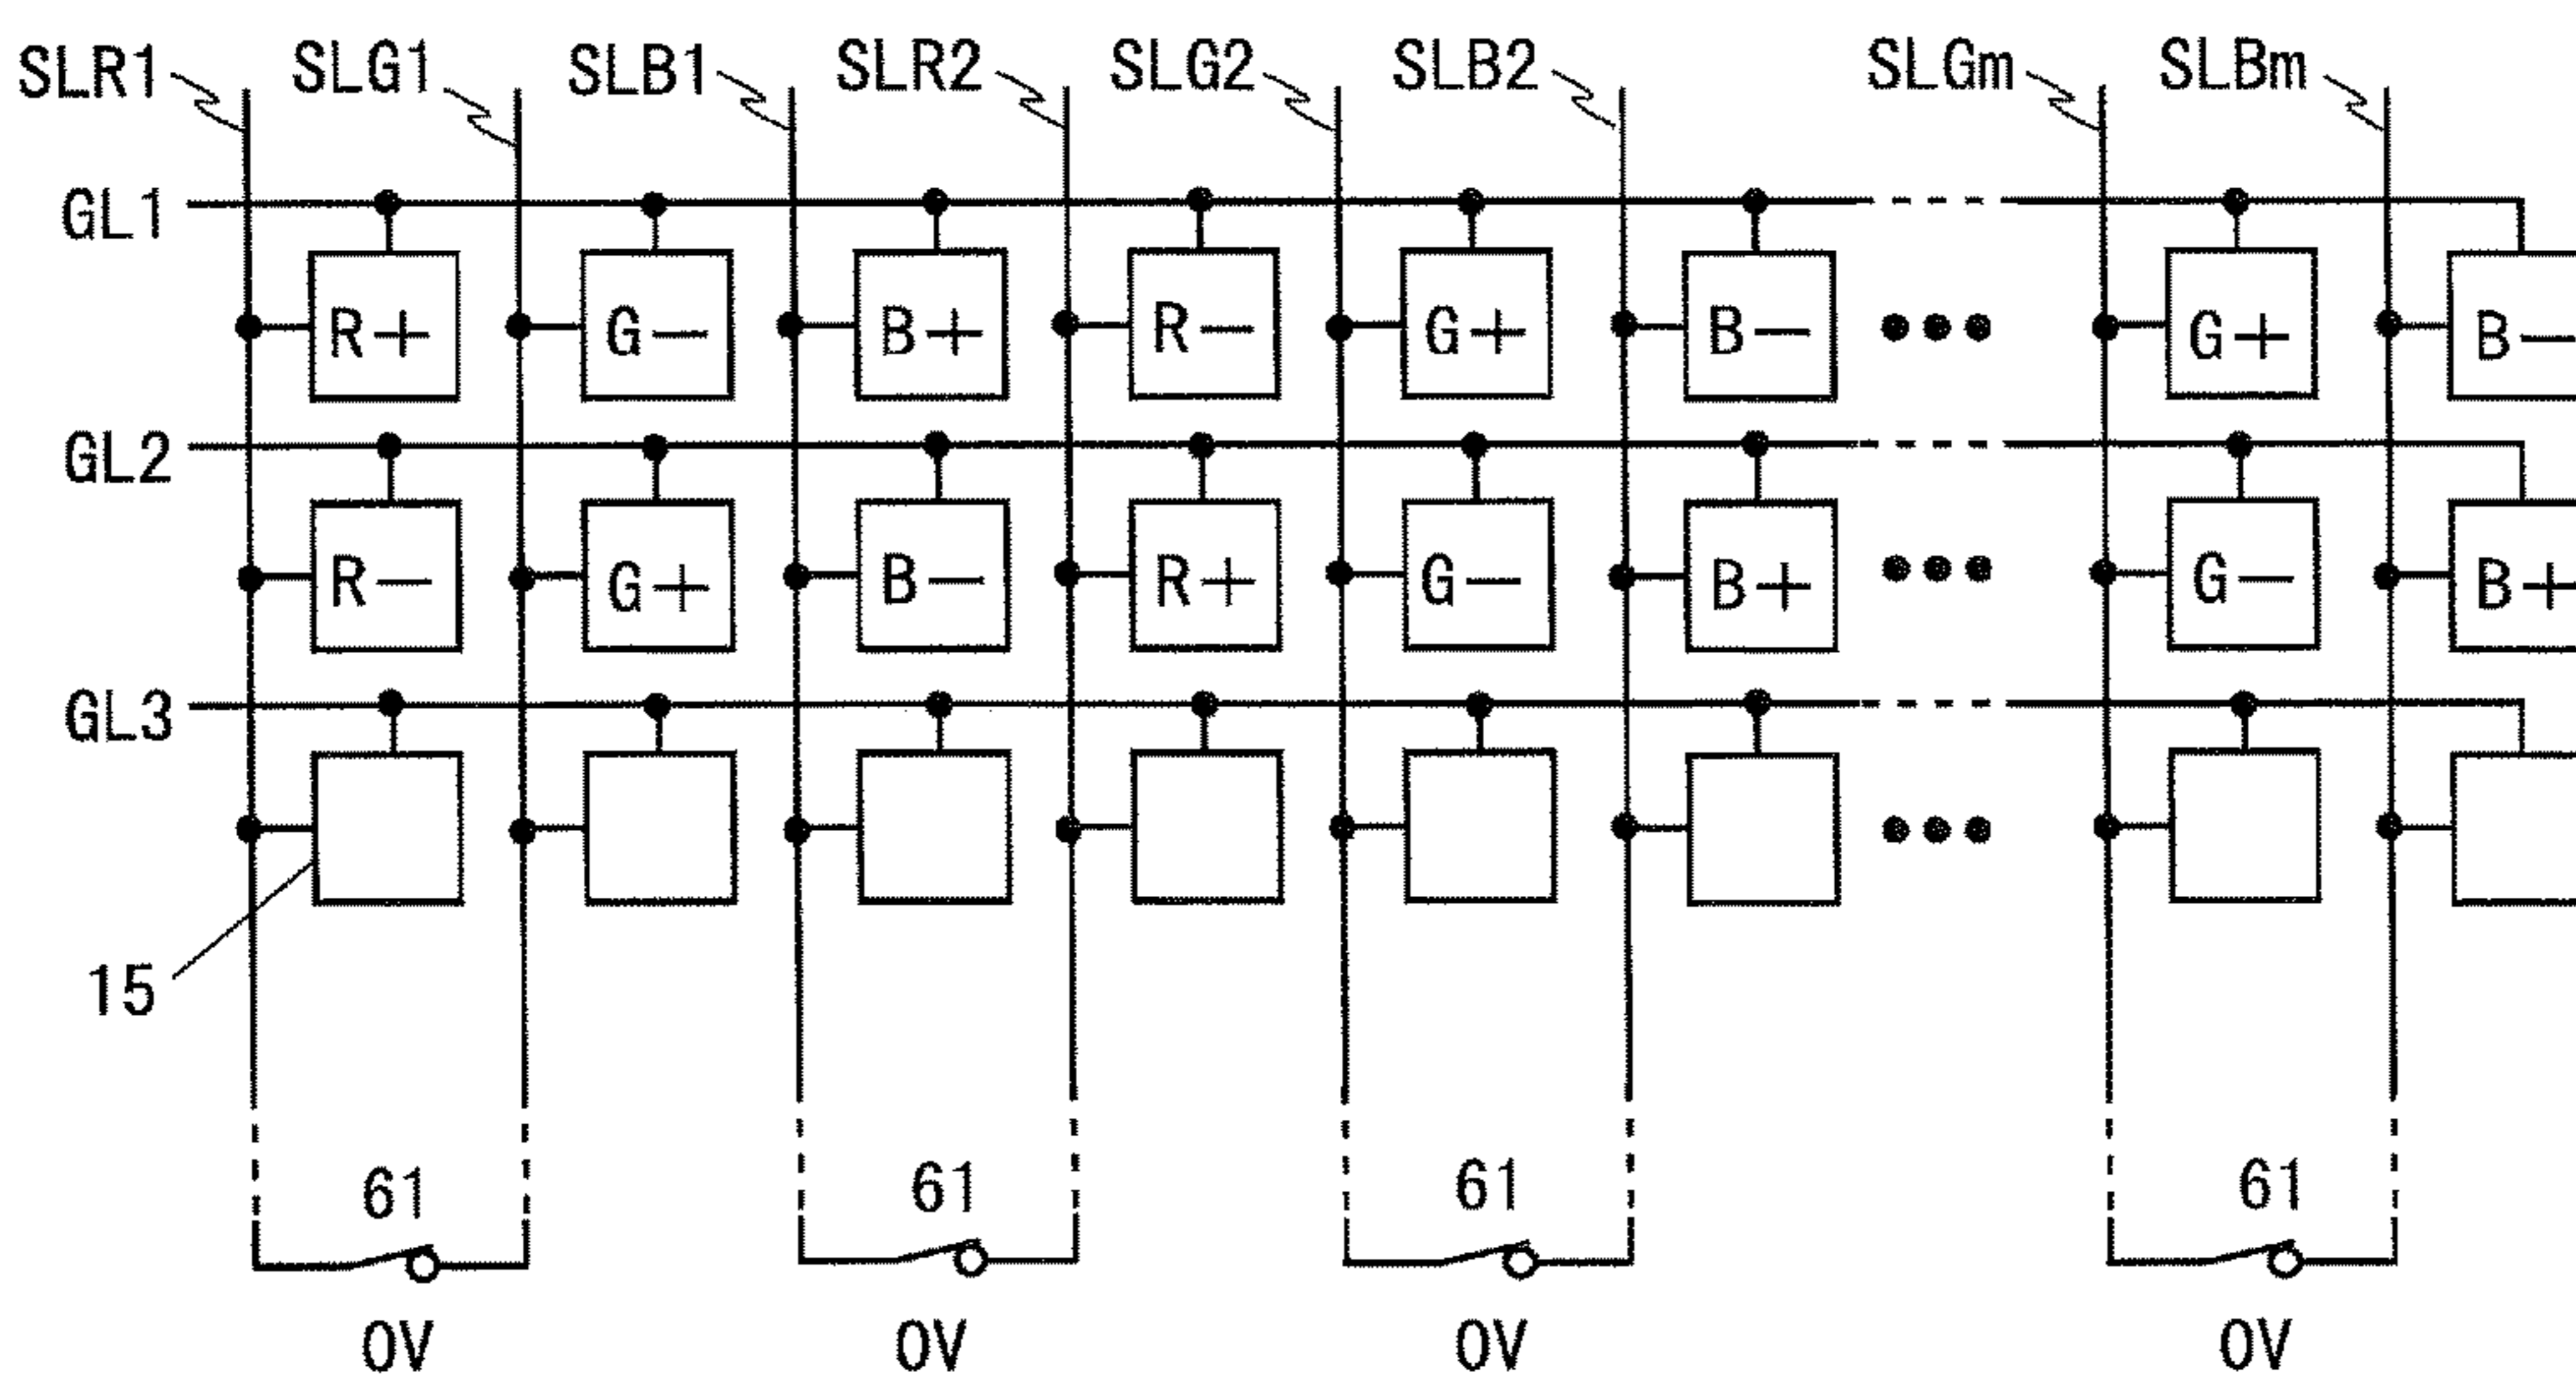 SLR1 SLG1 SLB1 SLR2 SLG2 SLB2 SLGm SLBm
GL1
R+ G- B+ R- G+ B- G+ B-
GL2
R- G+ B- R+ G- B+ G- B+
GL3
15
61 61 61 61
0V 0V 0V 0V